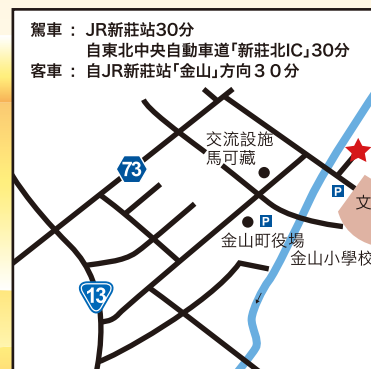 駕車 : JR新莊站30分
自東北中央自動車道「新莊北IC」30分
客車 : 自JR新莊站「金山」方向３０分
交流設施
馬可藏
73
P
文
P
金山町役場
金山小學校
13